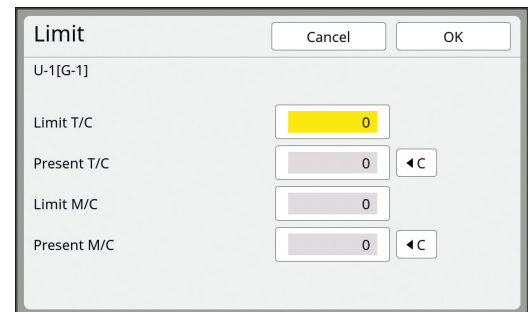 Limit Cancel OK
U-1[G-1]
Limit T/C 0
Present T/C 0 ◀C
Limit M/C 0
Present M/C 0 ◀C